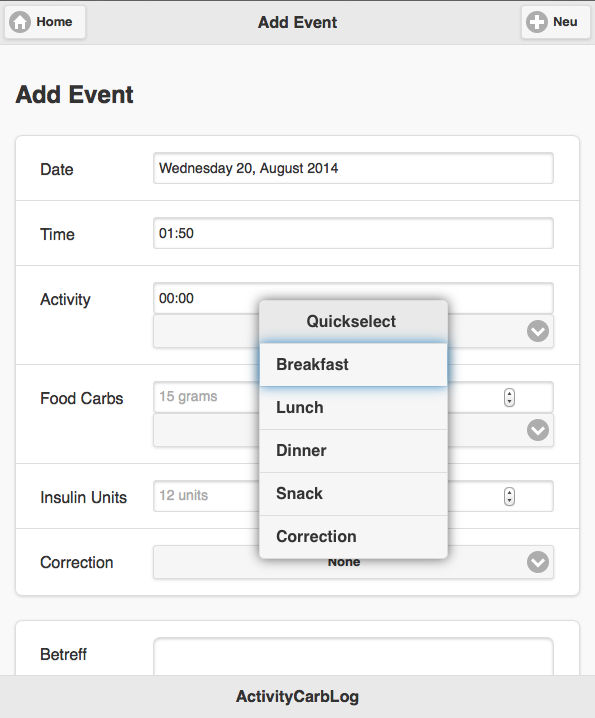 Home
Add Event
Neu
Add Event
Date
Wednesday 20, August 2014
Time
01:50
Activity
00:00
Quickselect
Breakfast
Lunch
Dinner
Snack
Correction
Food Carbs
15 grams
Insulin Units
12 units
Correction
None
Betreff
ActivityCarbLog